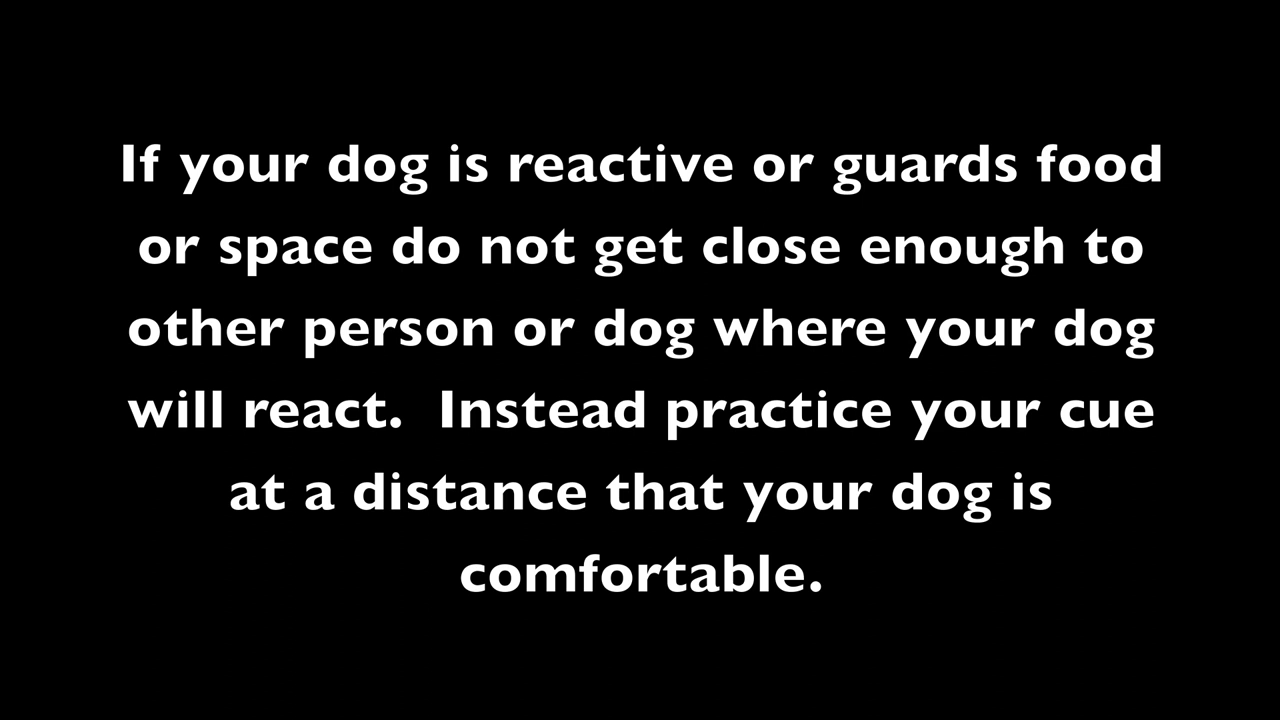 If your dog is reactive or guards food
or space do not get close enough to
other person or dog where your dog
will react.  Instead practice your cue
at a distance that your dog is
comfortable.